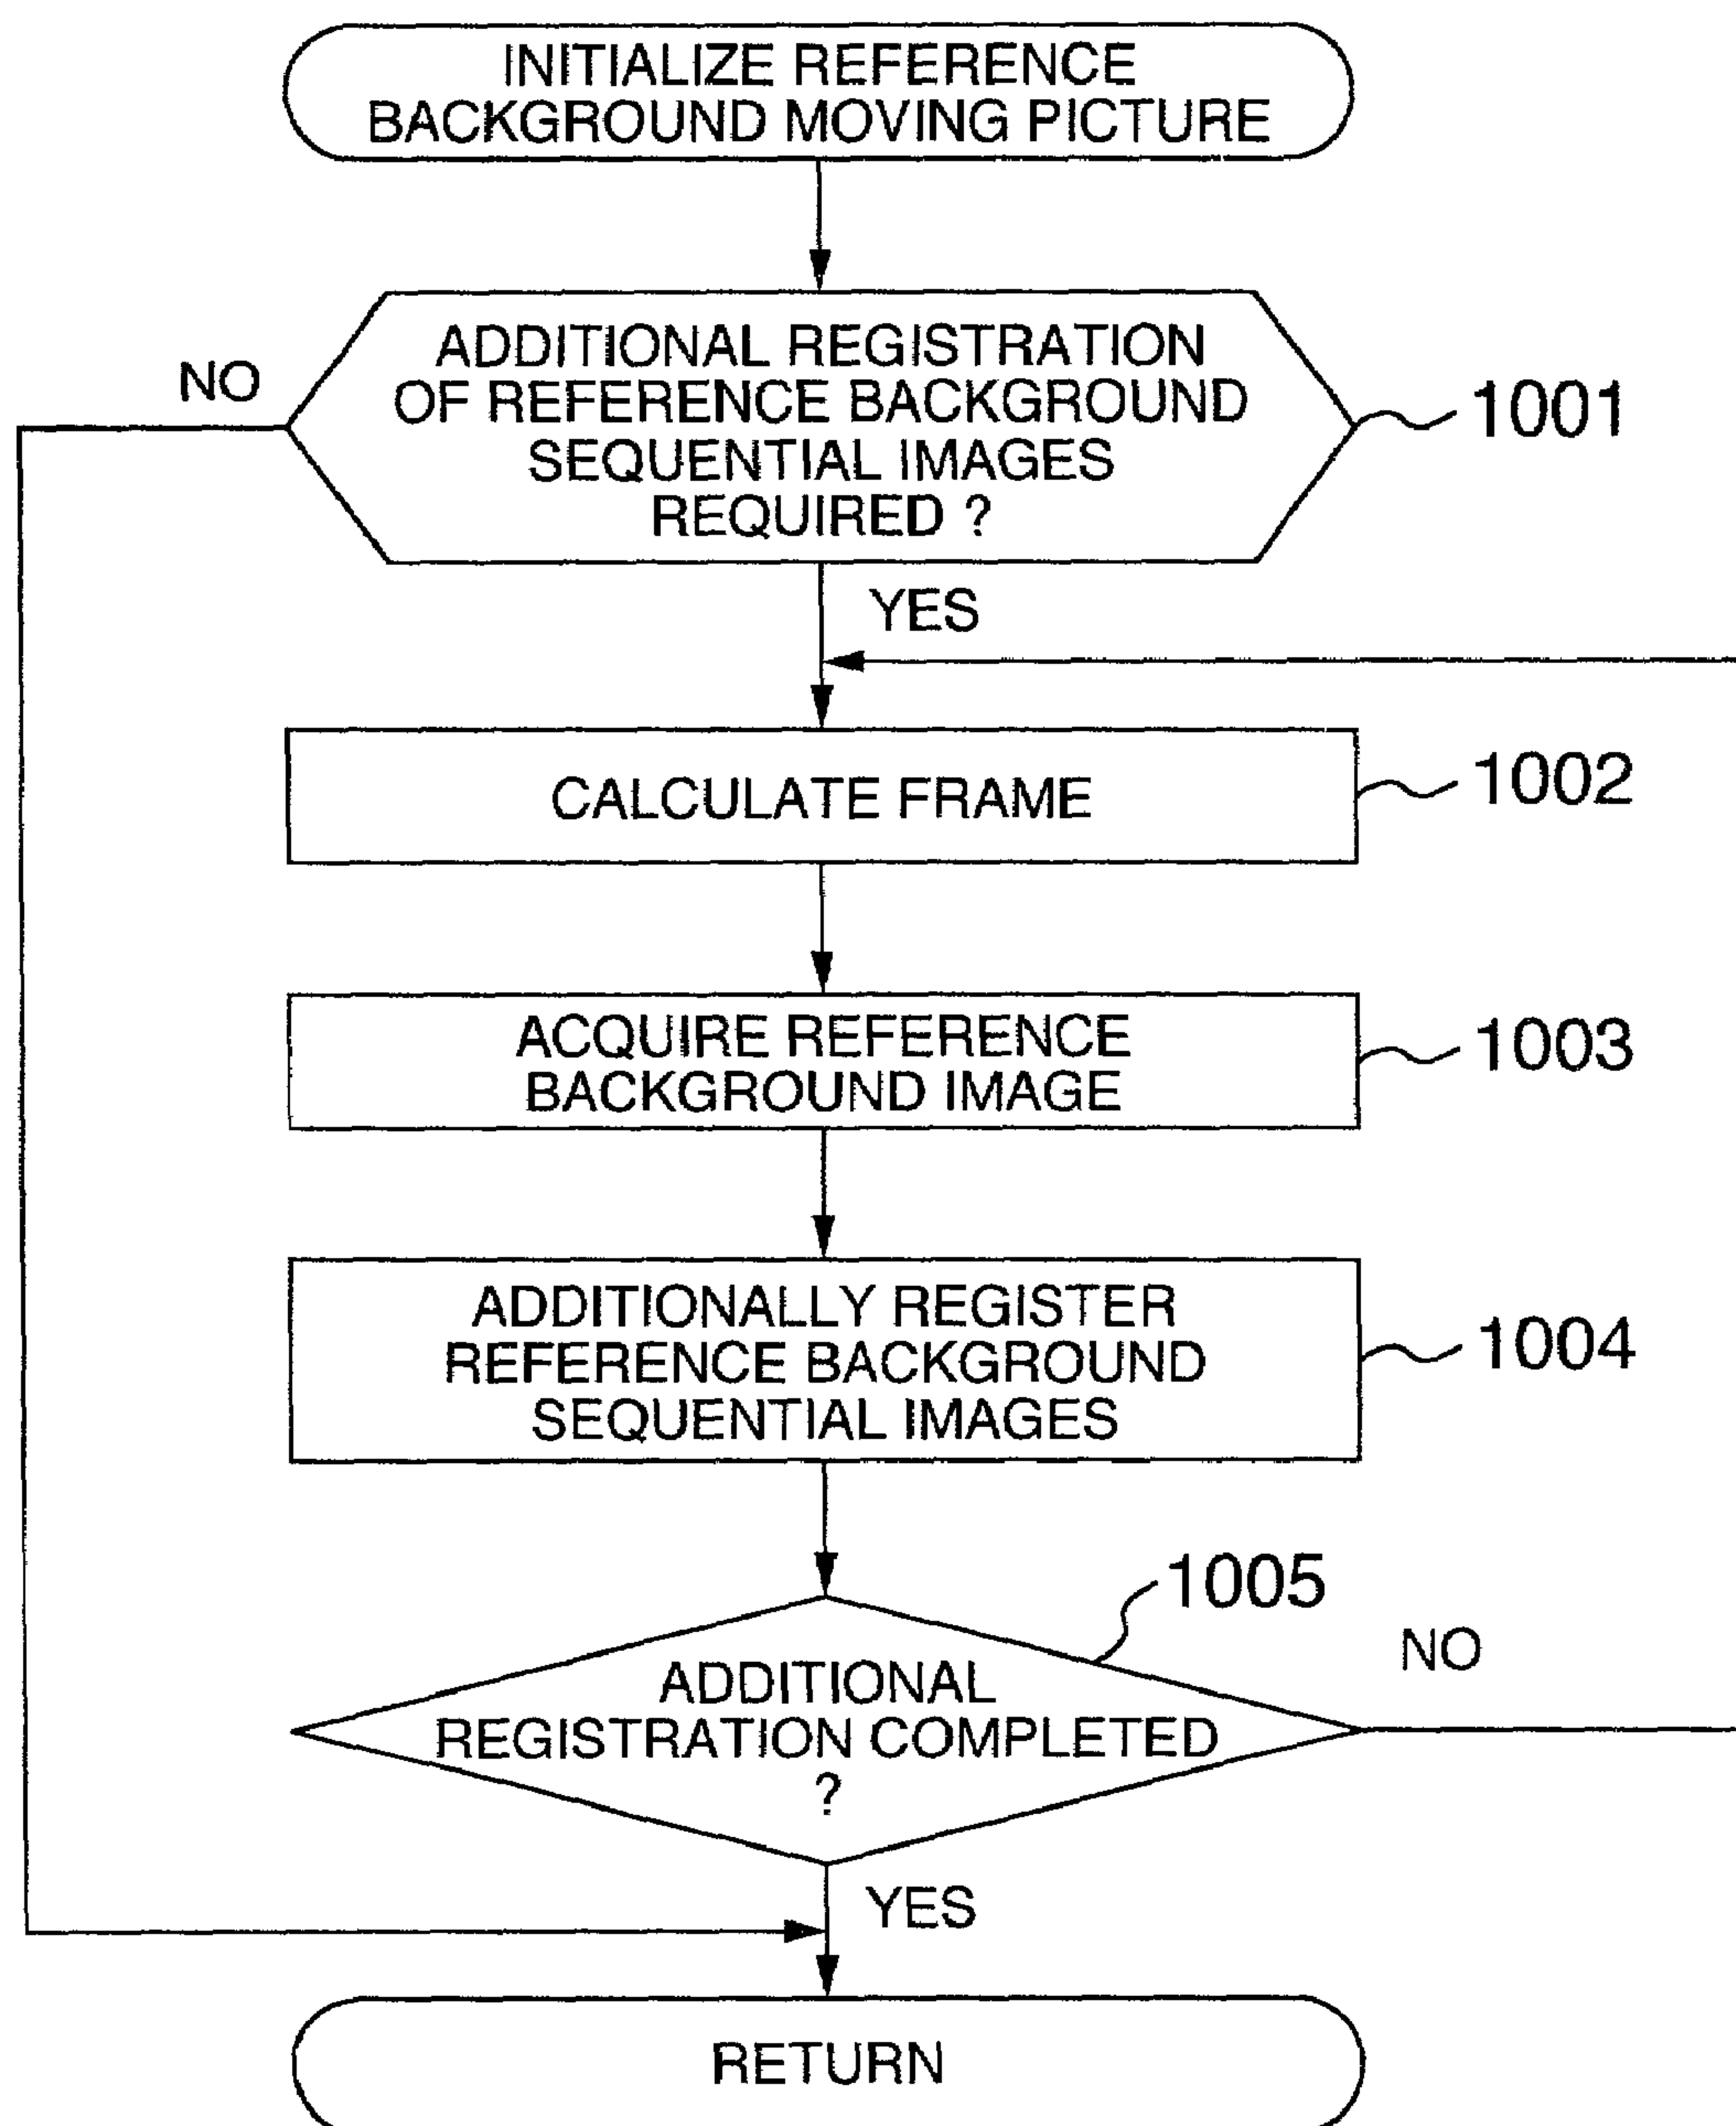 INITIALIZE REFERENCE
BACKGROUND MOVING PICTURE
ADDITIONAL REGISTRATION
OF REFERENCE BACKGROUND
SEQUENTIAL IMAGES
REQUIRED ?
NO
1001
YES
CALCULATE FRAME
1002
ACQUIRE REFERENCE
BACKGROUND IMAGE
1003
ADDITIONALLY REGISTER
REFERENCE BACKGROUND
SEQUENTIAL IMAGES
1004
1005
ADDITIONAL
REGISTRATION COMPLETED
?
NO
YES
RETURN